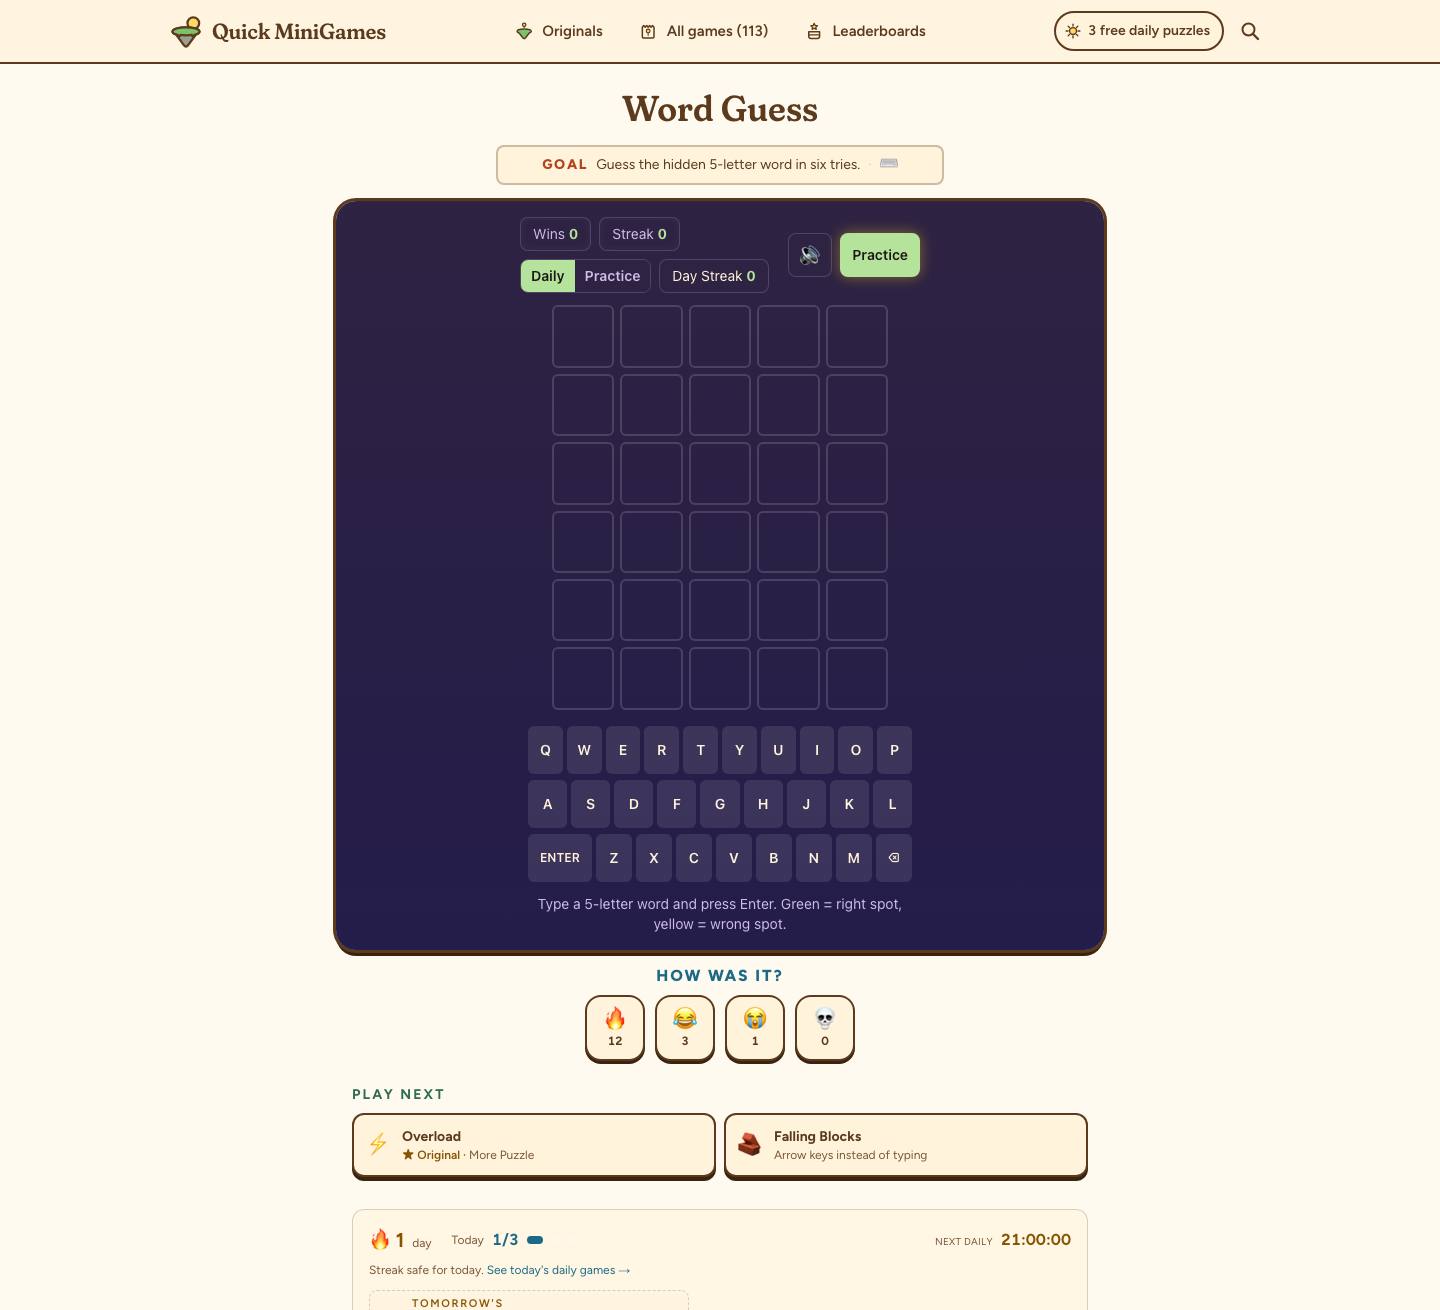 Quick MiniGames
Originals
All games (113)
Leaderboards
3 free daily puzzles
Word Guess
GOAL Guess the hidden 5-letter word in six tries. ·
Wins 0
Streak 0
Daily
Practice
Day Streak 0
Practice
Q W E R T Y U I O P
A S D F G H J K L
ENTER Z X C V B N M
Type a 5-letter word and press Enter. Green = right spot,
yellow = wrong spot.
HOW WAS IT?
12
3
1
0
PLAY NEXT
Overload
Original · More Puzzle
Falling Blocks
Arrow keys instead of typing
1 day
Today 1/3
NEXT DAILY 21:00:00
Streak safe for today. See today's daily games →
TOMORROW'S